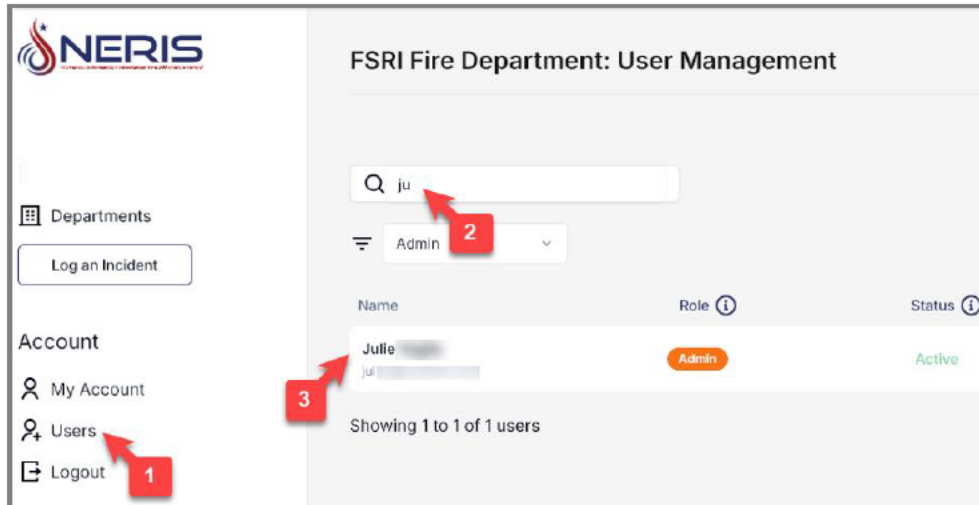 NERIS
Departments
Log an Incident
Account
My Account
Users
Logout
1
FSRI Fire Department: User Management
ju
2
Admin
Name Role Status
3
Julie
jul
Admin
Active
Showing 1 to 1 of 1 users